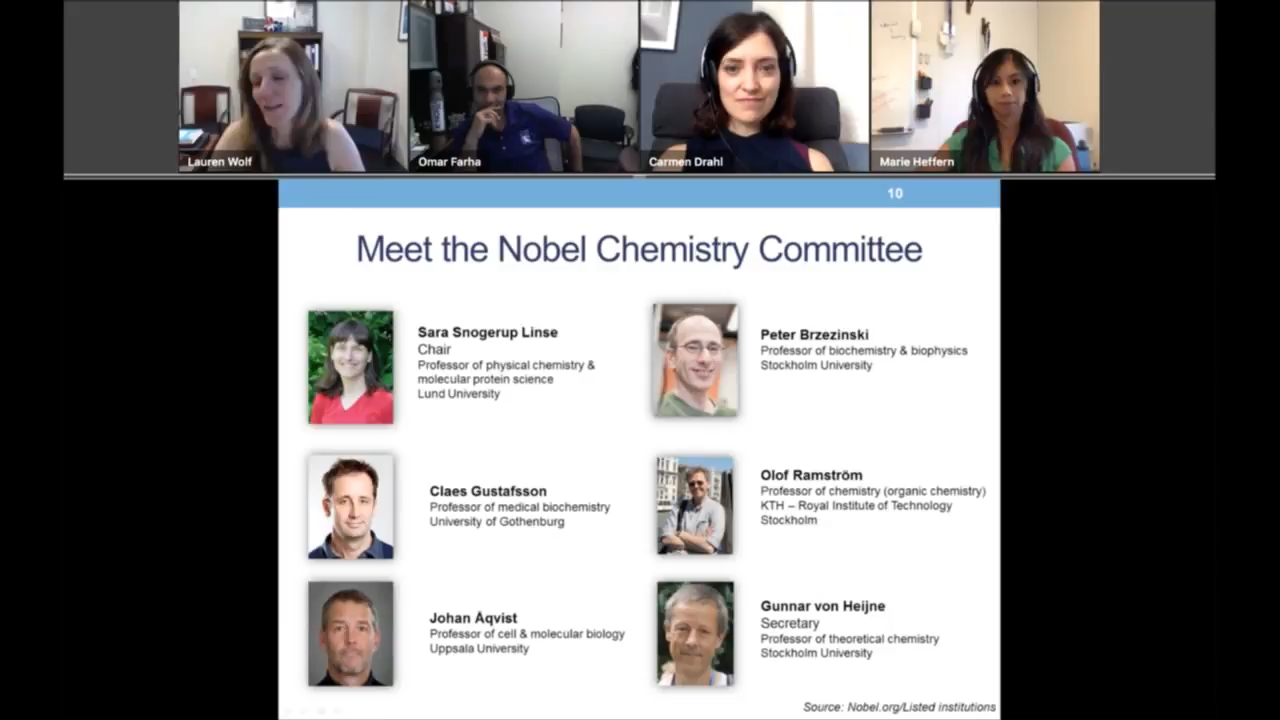 Lauren Wolf
Omar Farha
Carmen Drahl
Marie Heffern
10
Meet the Nobel Chemistry Committee
Sara Snogerup Linse
Chair
Professor of physical chemistry &
molecular protein science
Lund University
Peter Brzezinski
Professor of biochemistry & biophysics
Stockholm University
Claes Gustafsson
Professor of medical biochemistry
University of Gothenburg
Olof Ramström
Professor of chemistry (organic chemistry)
KTH – Royal Institute of Technology
Stockholm
Johan Åqvist
Professor of cell & molecular biology
Uppsala University
Gunnar von Heijne
Secretary
Professor of theoretical chemistry
Stockholm University
Source: Nobel.org/Listed institutions